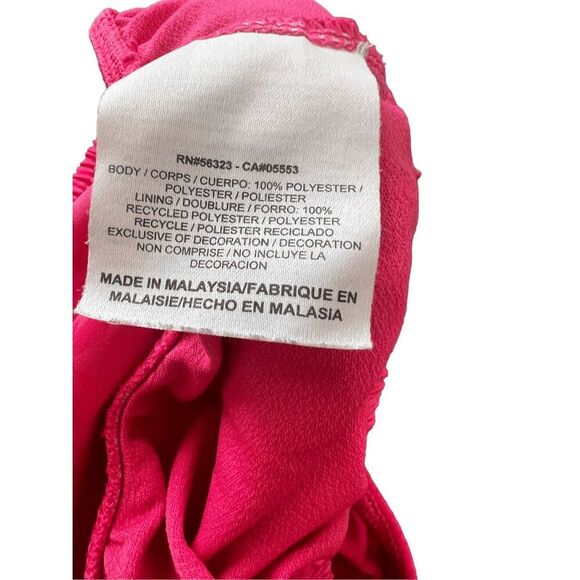 RN#56323 - CA#05553
BODY / CORPS / CUERPO: 100% POLYESTER /
POLYESTER / POLIESTER
LINING / DOUBLURE / FORRO: 100%
RECYCLED POLYESTER / POLYESTER
RECYCLE / POLIESTER RECICLADO
EXCLUSIVE OF DECORATION / DECORATION
NON COMPRISE / NO INCLUYE LA
DECORACION
MADE IN MALAYSIA/FABRIQUE EN
MALAISIE/HECHO EN MALASIA